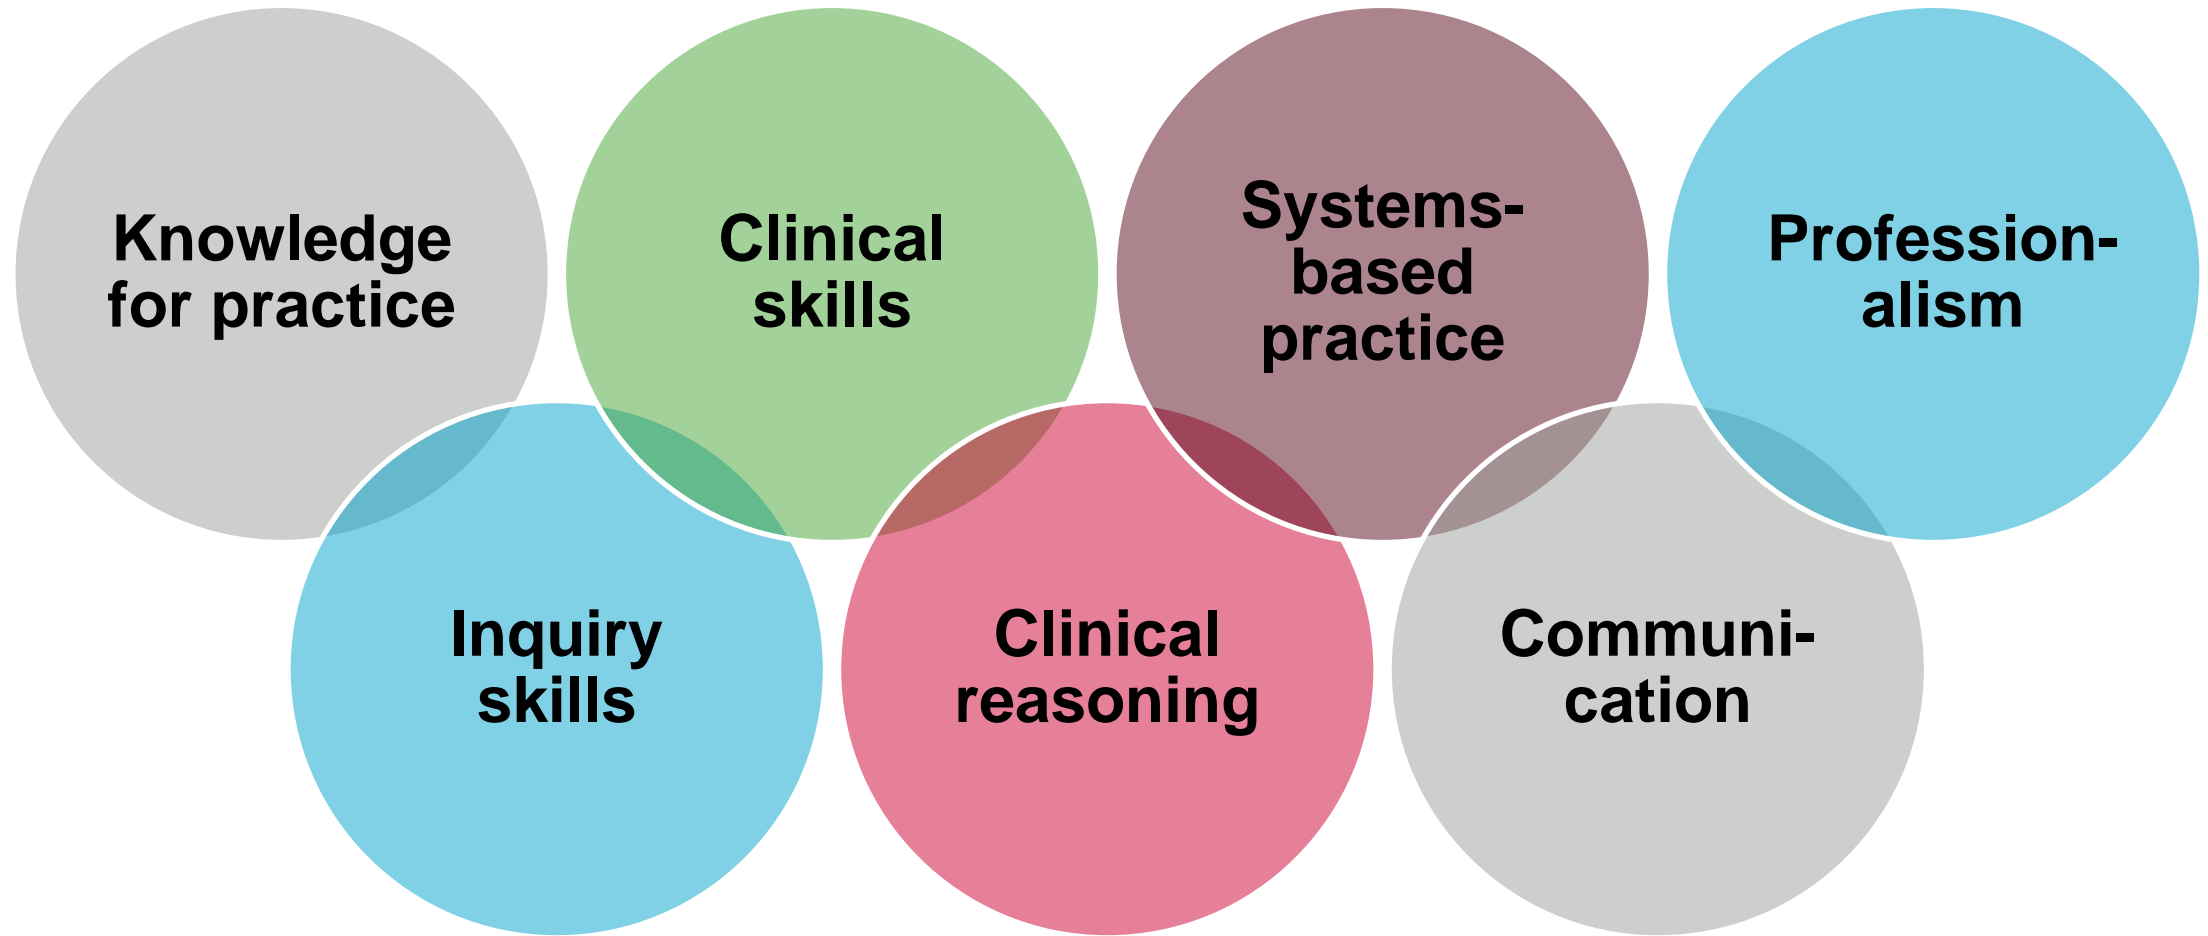 Knowledge
for practice
Clinical
skills
Systems-
based
practice
Profession-
alism
Inquiry
skills
Clinical
reasoning
Communi-
cation